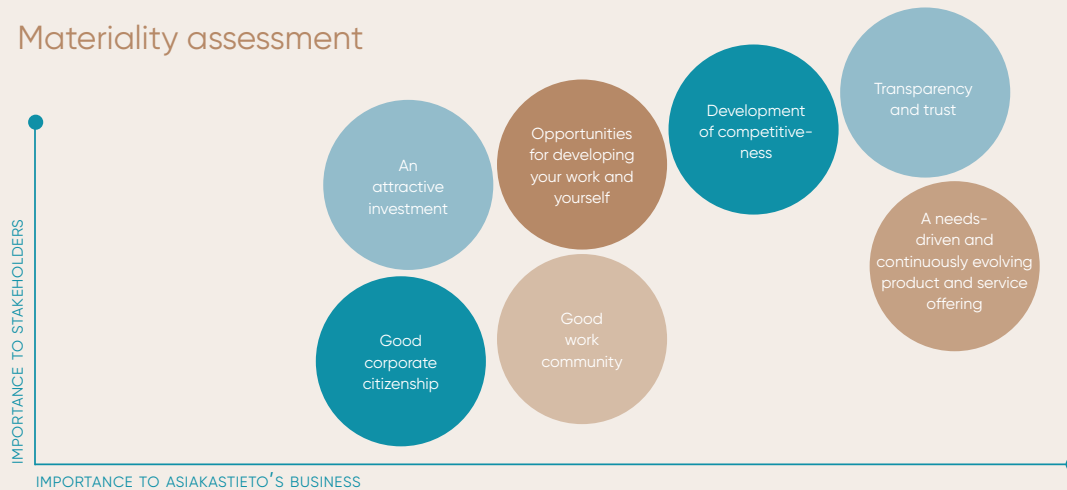 Materiality assessment
Transparency
and trust
Development
of competitive-
ness
Opportunities
for developing
your work and
yourself
An
attractive
investment
A needs-
driven and
continuously evolving
product and service
offering
Good
work
community
Good
corporate
citizenship
IMPORTANCE TO STAKEHOLDERS
IMPORTANCE TO ASIAKASTIETO’S BUSINESS